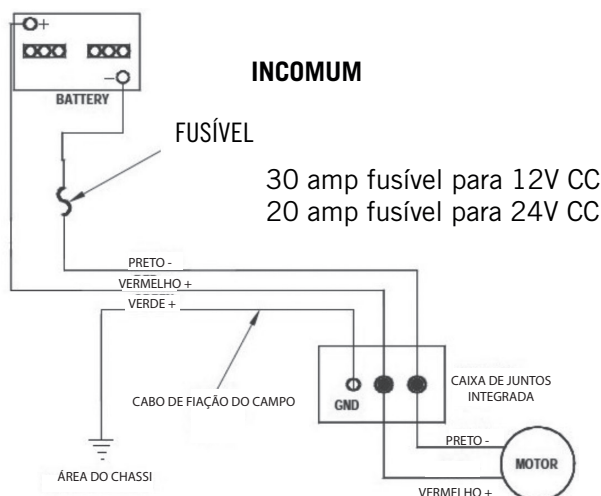 +
INCOMUM
-
BATTERY
FUSÍVEL
30 amp fusível para 12V CC
20 amp fusível para 24V CC
PRETO -
VERMELHO +
VERDE +
CABO DE FIAÇÃO DO CAMPO
CAIXA DE JUNTOS
INTEGRADA
GND
ÁREA DO CHASSI
PRETO -
MOTOR
VERMELHO +